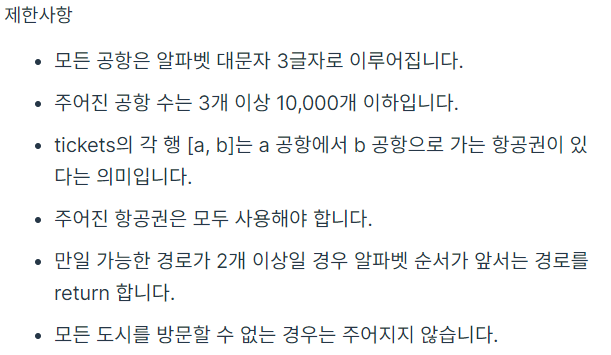 제한사항
• 모든 공항은 알파벳 대문자 3글자로 이루어집니다.
• 주어진 공항 수는 3개 이상 10,000개 이하입니다.
• tickets의 각 행 [a, b]는 a 공항에서 b 공항으로 가는 항공권이 있
다는 의미입니다.
• 주어진 항공권은 모두 사용해야 합니다.
• 만일 가능한 경로가 2개 이상일 경우 알파벳 순서가 앞서는 경로를
return 합니다.
• 모든 도시를 방문할 수 없는 경우는 주어지지 않습니다.